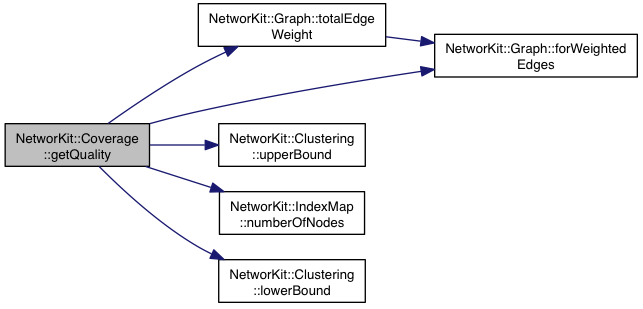 NetworKit::Graph::totalEdge
Weight
NetworKit::Graph::forWeighted
Edges
NetworKit::Coverage
::getQuality
NetworKit::Clustering
::upperBound
NetworKit::IndexMap
::numberOfNodes
NetworKit::Clustering
::lowerBound